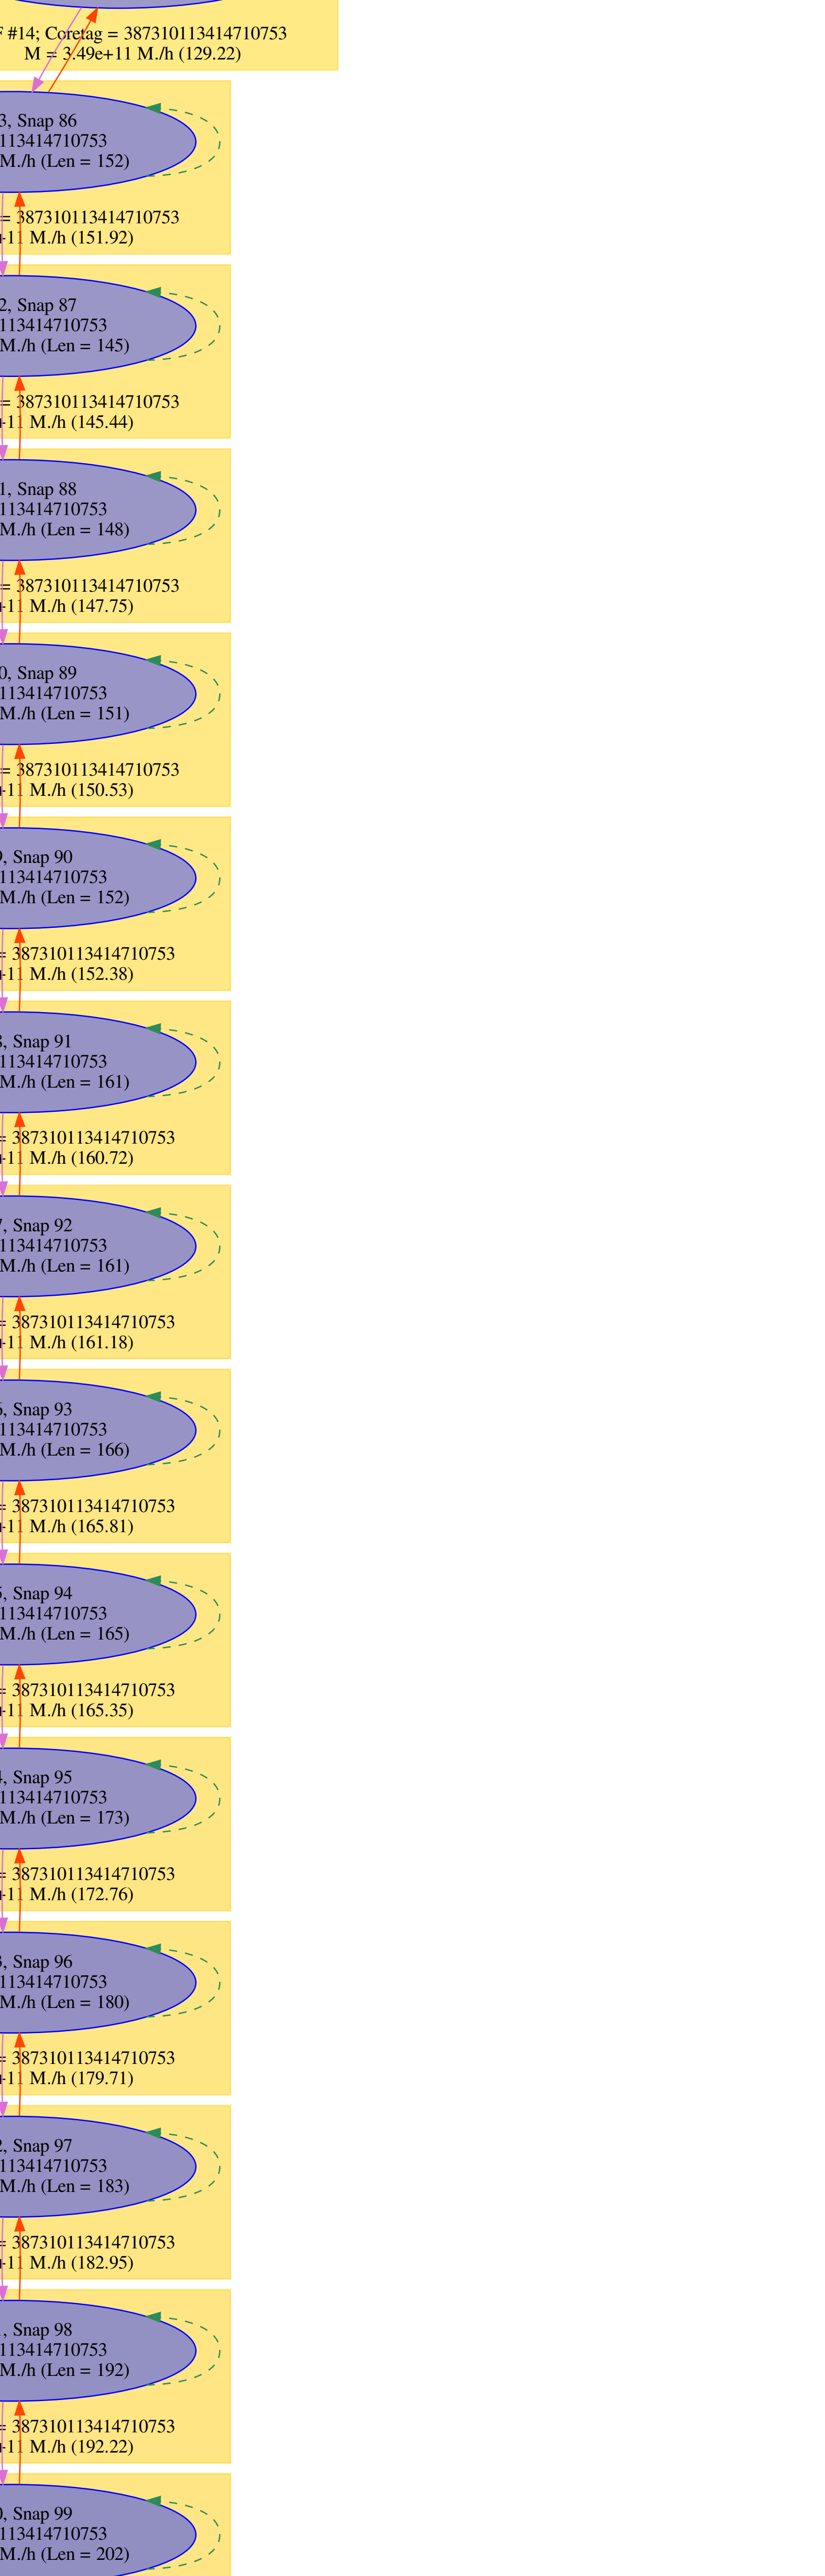 F #14; Coretag = 387310113414710753
M = 3.49e+11 M./h (129.22)
3, Snap 86
113414710753
M./h (Len = 152)
= 387310113414710753
+11 M./h (151.92)
2, Snap 87
113414710753
M./h (Len = 145)
= 387310113414710753
+11 M./h (145.44)
1, Snap 88
113414710753
M./h (Len = 148)
= 387310113414710753
+11 M./h (147.75)
0, Snap 89
113414710753
M./h (Len = 151)
= 387310113414710753
+11 M./h (150.53)
9, Snap 90
113414710753
M./h (Len = 152)
= 387310113414710753
+11 M./h (152.38)
8, Snap 91
113414710753
M./h (Len = 161)
= 387310113414710753
+11 M./h (160.72)
7, Snap 92
113414710753
M./h (Len = 161)
= 387310113414710753
+11 M./h (161.18)
6, Snap 93
113414710753
M./h (Len = 166)
= 387310113414710753
+11 M./h (165.81)
5, Snap 94
113414710753
M./h (Len = 165)
= 387310113414710753
+11 M./h (165.35)
4, Snap 95
113414710753
M./h (Len = 173)
= 387310113414710753
+11 M./h (172.76)
3, Snap 96
113414710753
M./h (Len = 180)
= 387310113414710753
+11 M./h (179.71)
2, Snap 97
113414710753
M./h (Len = 183)
= 387310113414710753
+11 M./h (182.95)
1, Snap 98
113414710753
M./h (Len = 192)
= 387310113414710753
+11 M./h (192.22)
0, Snap 99
113414710753
M./h (Len = 202)